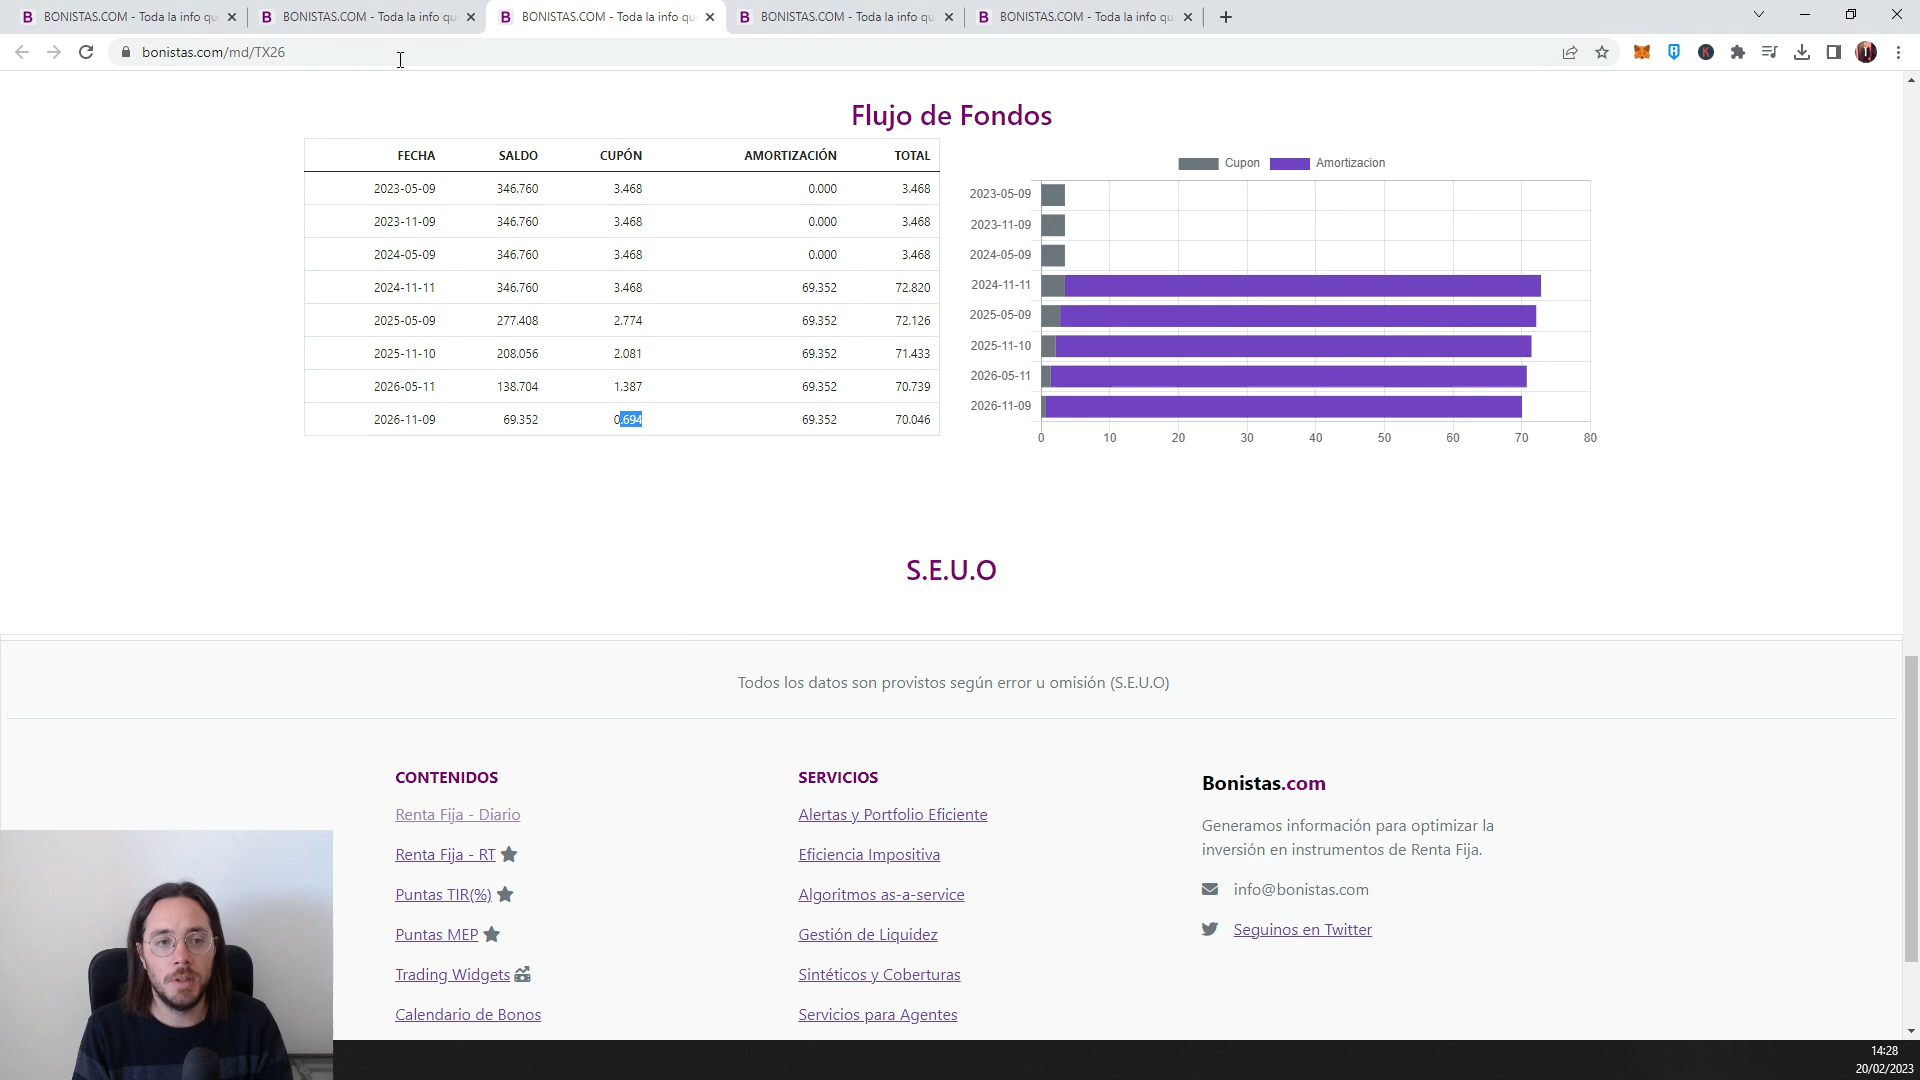 BONISTAS.COM - Toda la info qu
BONISTAS.COM - Toda la info qu
BONISTAS.COM - Toda la info qu
BONISTAS.COM - Toda la info qu
BONISTAS.COM - Toda la info qu
bonistas.com/md/TX26
Flujo de Fondos
FECHA SALDO CUPÓN AMORTIZACIÓN TOTAL
2023-05-09 346.760 3.468 0.000 3.468
2023-11-09 346.760 3.468 0.000 3.468
2024-05-09 346.760 3.468 0.000 3.468
2024-11-11 346.760 3.468 69.352 72.820
2025-05-09 277.408 2.774 69.352 72.126
2025-11-10 208.056 2.081 69.352 71.433
2026-05-11 138.704 1.387 69.352 70.739
2026-11-09 69.352 0.694 69.352 70.046
Cupon Amortizacion
2023-05-09
2023-11-09
2024-05-09
2024-11-11
2025-05-09
2025-11-10
2026-05-11
2026-11-09
0 10 20 30 40 50 60 70 80
S.E.U.O
Todos los datos son provistos según error u omisión (S.E.U.O)
CONTENIDOS
Renta Fija - Diario
Renta Fija - RT
Puntas TIR(%)
Puntas MEP
Trading Widgets
Calendario de Bonos
SERVICIOS
Alertas y Portfolio Eficiente
Eficiencia Impositiva
Algoritmos as-a-service
Gestión de Liquidez
Sintéticos y Coberturas
Servicios para Agentes
Bonistas.com
Generamos información para optimizar la
inversión en instrumentos de Renta Fija.
info@bonistas.com
Seguinos en Twitter
14:28
20/02/2023